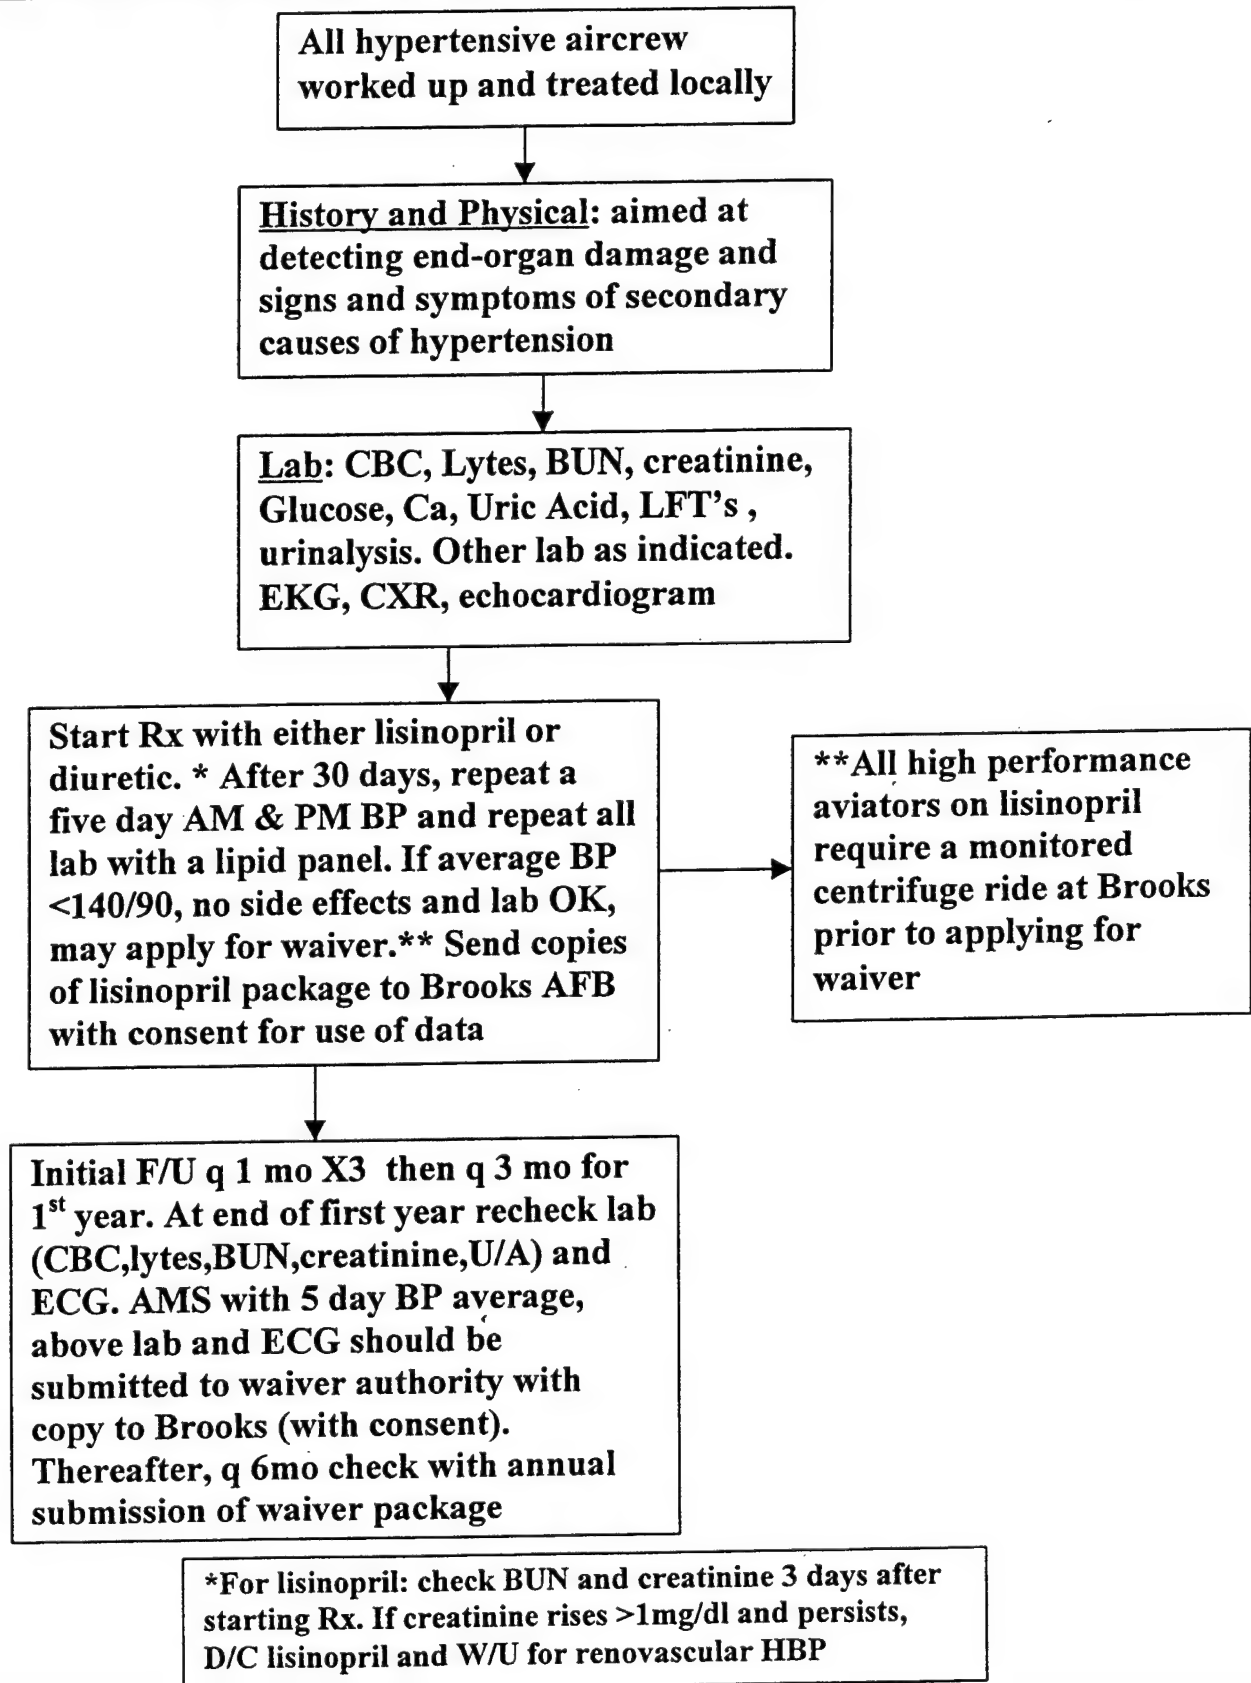 All hypertensive aircrew
worked up and treated locally
History and Physical: aimed at
detecting end-organ damage and
signs and symptoms of secondary
causes of hypertension
Lab: CBC, Lytes, BUN, creatinine,
Glucose, Ca, Uric Acid, LFT's ,
urinalysis. Other lab as indicated.
EKG, CXR, echocardiogram
Start Rx with either lisinopril or
diuretic. * After 30 days, repeat a
five day AM & PM BP and repeat all
lab with a lipid panel. If average BP
<140/90, no side effects and lab OK,
may apply for waiver.** Send copies
of lisinopril package to Brooks AFB
with consent for use of data
**All high performance
aviators on lisinopril
require a monitored
centrifuge ride at Brooks
prior to applying for
waiver
Initial F/U q 1 mo X3 then q 3 mo for
1st year. At end of first year recheck lab
(CBC,lytes,BUN,creatinine,U/A) and
ECG. AMS with 5 day BP average,
above lab and ECG should be
submitted to waiver authority with
copy to Brooks (with consent).
Thereafter, q 6mo check with annual
submission of waiver package
*For lisinopril: check BUN and creatinine 3 days after
starting Rx. If creatinine rises >1mg/dl and persists,
D/C lisinopril and W/U for renovascular HBP